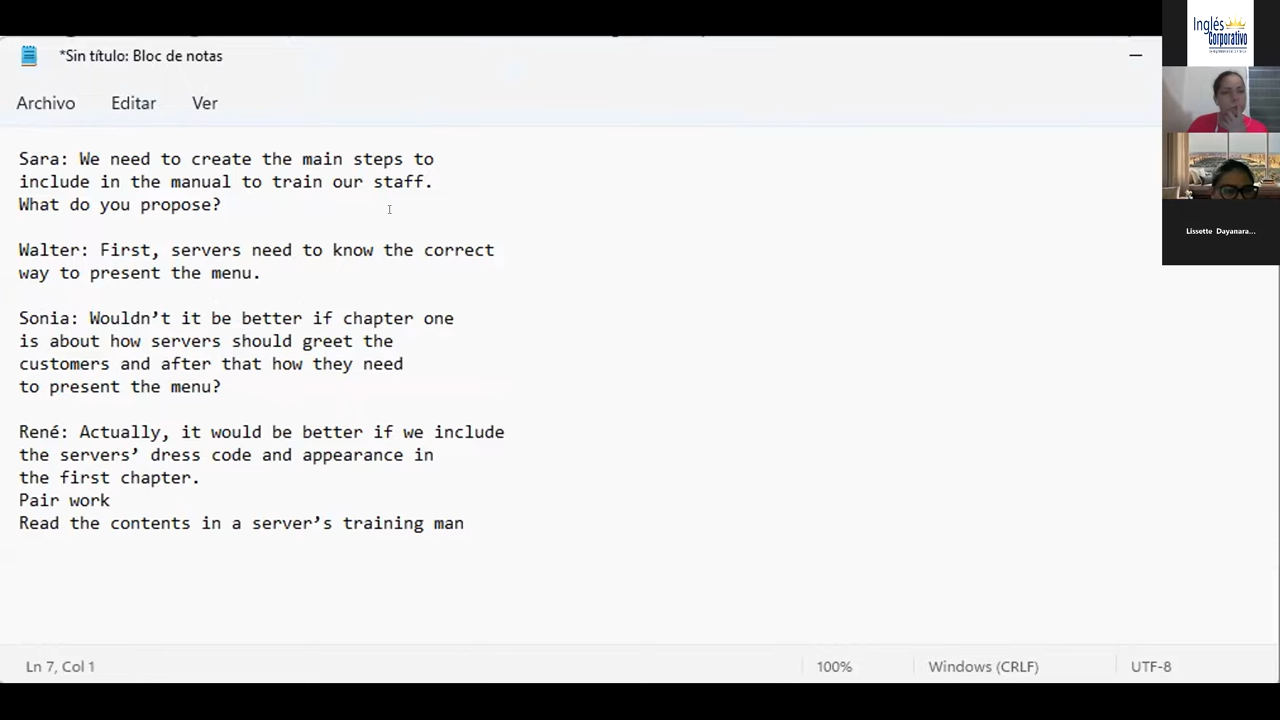 *Sin título: Bloc de notas
Archivo Editar Ver
Sara: We need to create the main steps to
include in the manual to train our staff.
What do you propose?
Walter: First, servers need to know the correct
way to present the menu.
Sonia: Wouldn’t it be better if chapter one
is about how servers should greet the
customers and after that how they need
to present the menu?
René: Actually, it would be better if we include
the servers’ dress code and appearance in
the first chapter.
Pair work
Read the contents in a server’s training man
Ln 7, Col 1
100%
Windows (CRLF)
UTF-8
Inglés
Corporativo
Lissette Dayanara...